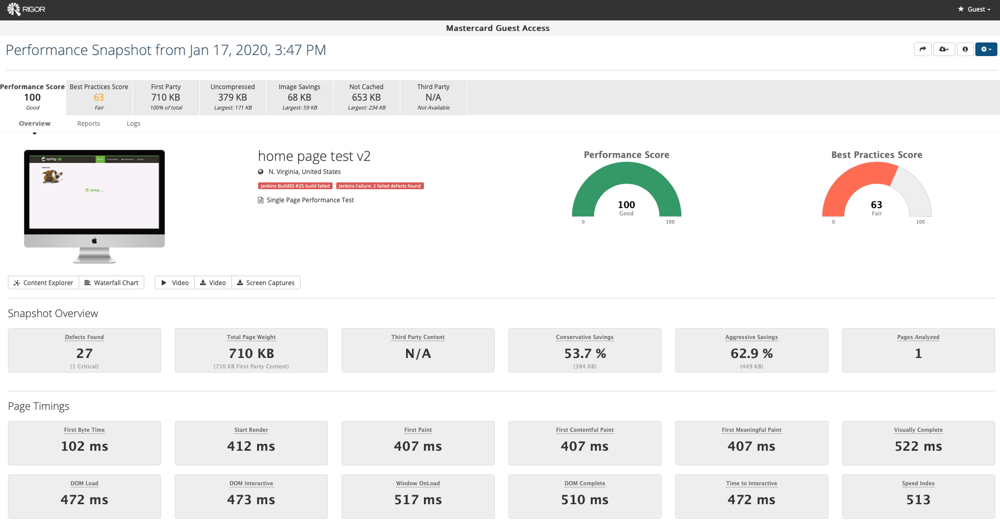 RIGOR
Guest
Mastercard Guest Access
Performance Snapshot from Jan 17, 2020, 3:47 PM
Performance Score
100
Good
Best Practices Score
63
Fair
First Party
710 KB
100% of total
Uncompressed
379 KB
Largest: 171 KB
Image Savings
68 KB
Largest: 59 KB
Not Cached
653 KB
Largest: 234 KB
Third Party
N/A
Not Available
Overview Reports Logs
spring
Welcome
spring
home page test v2
N. Virginia, United States
Jenkins Build03 #25 build failed Jenkins Failure: 2 failed defects found
Single Page Performance Test
Performance Score
100
Good
0 100
Best Practices Score
63
Fair
0 100
Content Explorer Waterfall Chart Video Video Screen Captures
Snapshot Overview
Defects Found
27
(1 Critical)
Total Page Weight
710 KB
(710 KB First Party Content)
Third Party Content
N/A
Conservative Savings
53.7 %
(384 KB)
Aggressive Savings
62.9 %
(449 KB)
Pages Analyzed
1
Page Timings
First Byte Time
102 ms
Start Render
412 ms
First Paint
407 ms
First Contentful Paint
407 ms
First Meaningful Paint
407 ms
Visually Complete
522 ms
DOM Load
472 ms
DOM Interactive
473 ms
Window OnLoad
517 ms
DOM Complete
510 ms
Time to Interactive
472 ms
Speed Index
513